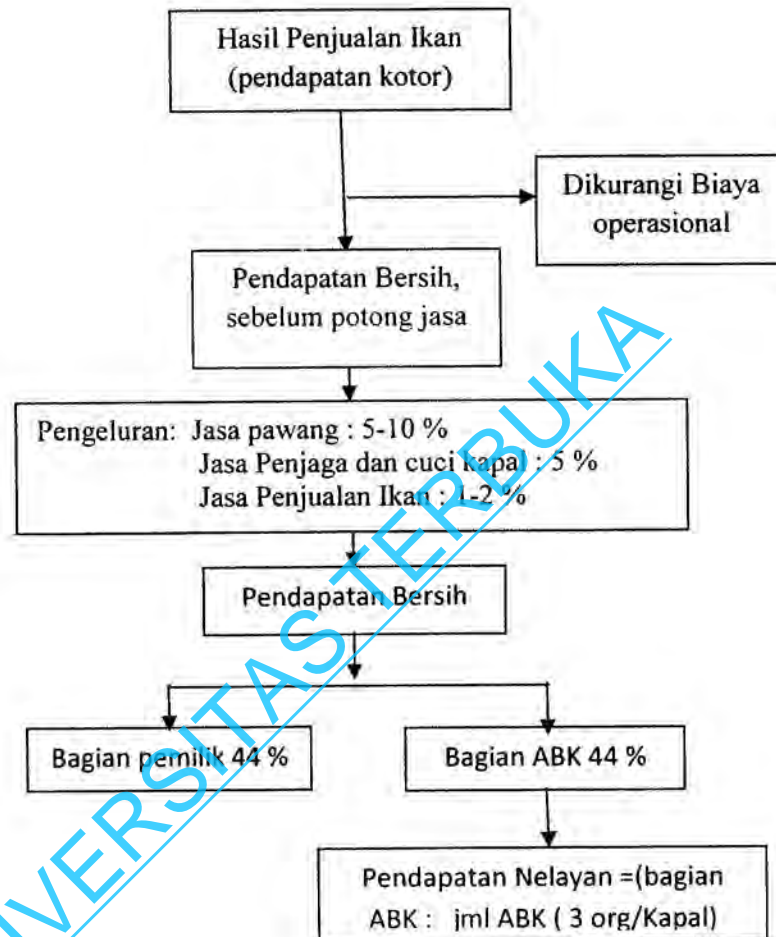 Hasil Penjualan Ikan
(pendapatan kotor)
Dikurangi Biaya
operasional
Pendapatan Bersih,
sebelum potong jasa
Pengeluran: Jasa pawang : 5-10 %
Jasa Penjaga dan cuci kapal : 5 %
Jasa Penjualan Ikan : 1-2 %
Pendapatan Bersih
Bagian pemilik 44 %
Bagian ABK 44 %
Pendapatan Nelayan =(bagian
ABK : jml ABK ( 3 org/Kapal)
VERSITAS TERBUKA